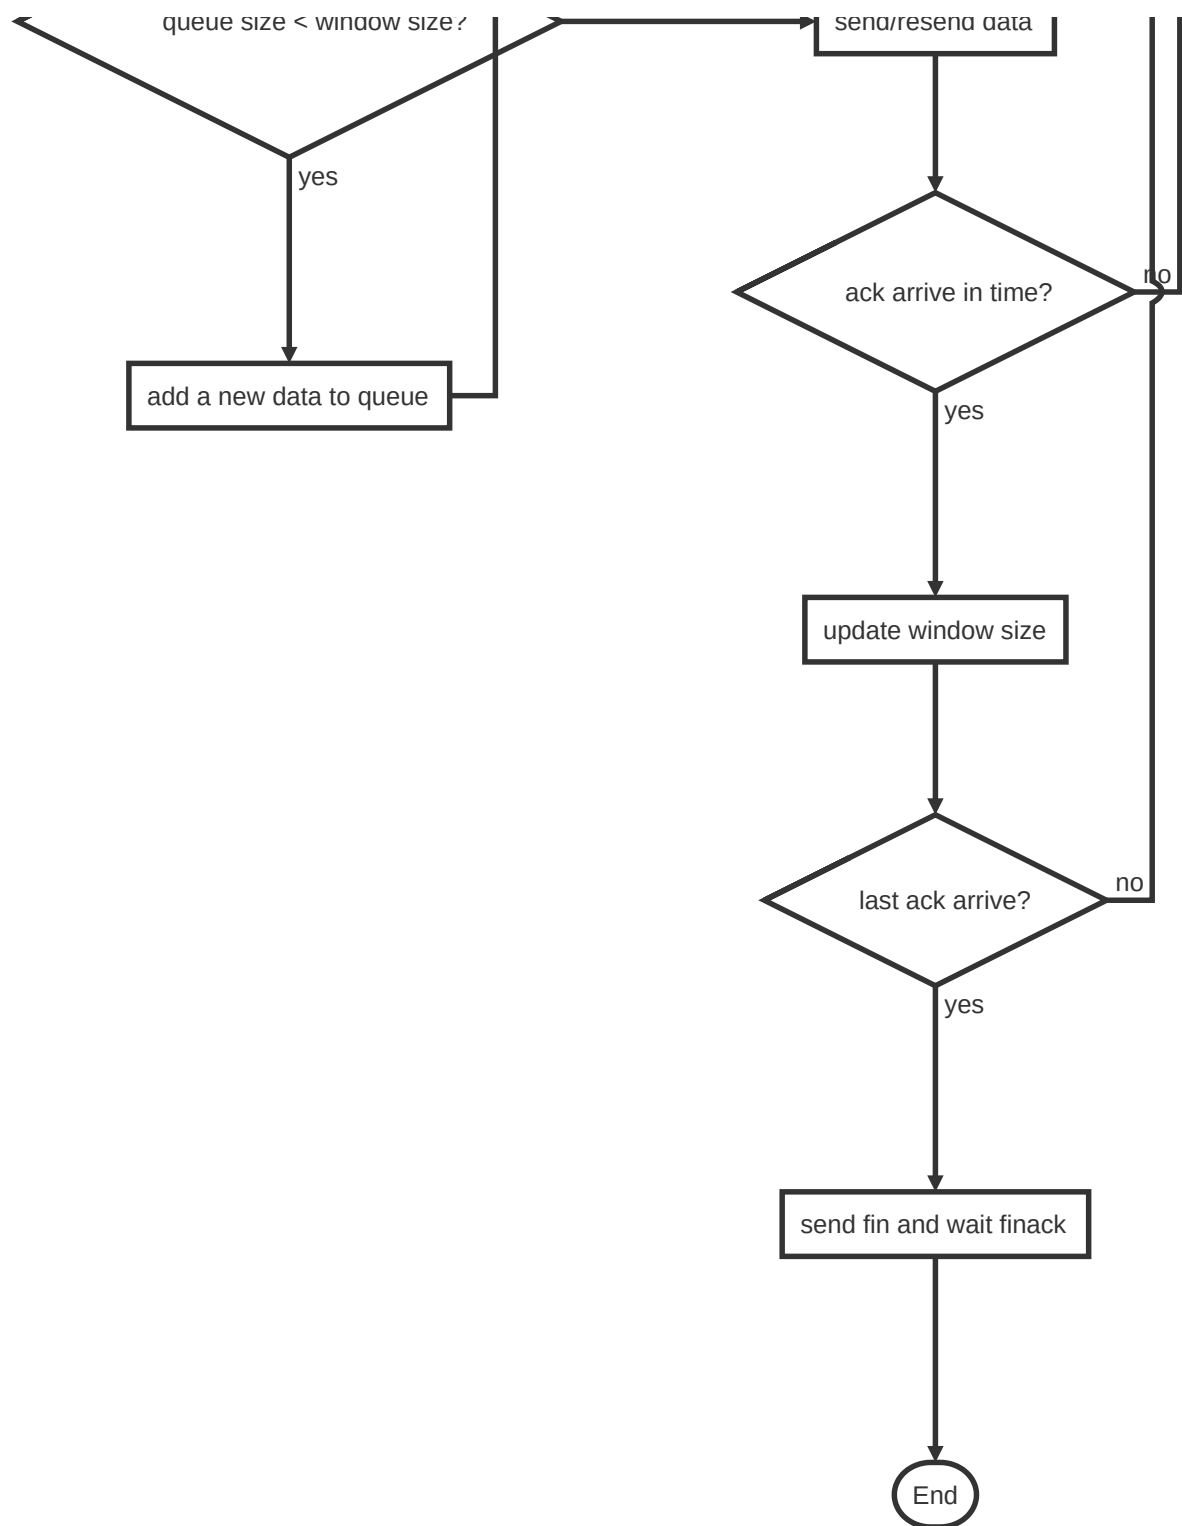 queue size < window size?
send/resend data
yes
no
ack arrive in time?
add a new data to queue
yes
update window size
no
last ack arrive?
yes
send fin and wait finack
End